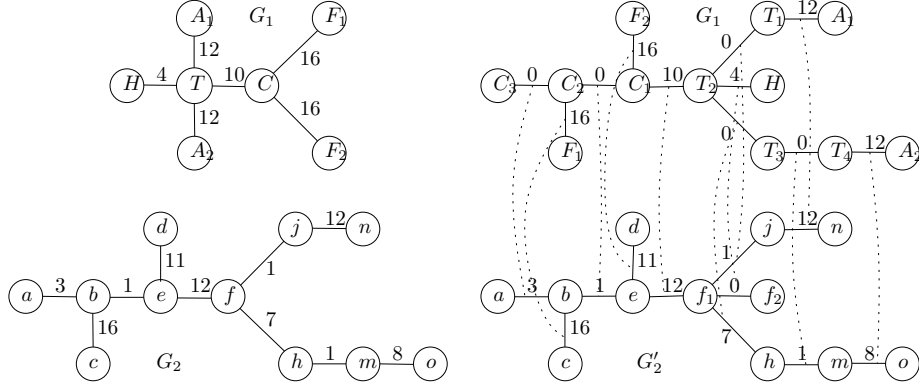 A₁ G₁ F₁ F₂ G₁ T₁ 12 A₁
12 16 16 0
H 4 T 10 C C₃ 0 C₂ 0 C₁ 10 T₂ 4 H
12 16 16 0
A₂ F₂ F₁ T₃ 0 T₄ 12 A₂
d j 12 n d j 12 n
11 1 11 1
a 3 b 1 e 12 f a 3 b 1 e 12 f₁ 0 f₂
16 7 16 7
c G₂ h 1 m 8 o c G′₂ h 1 m 8 o